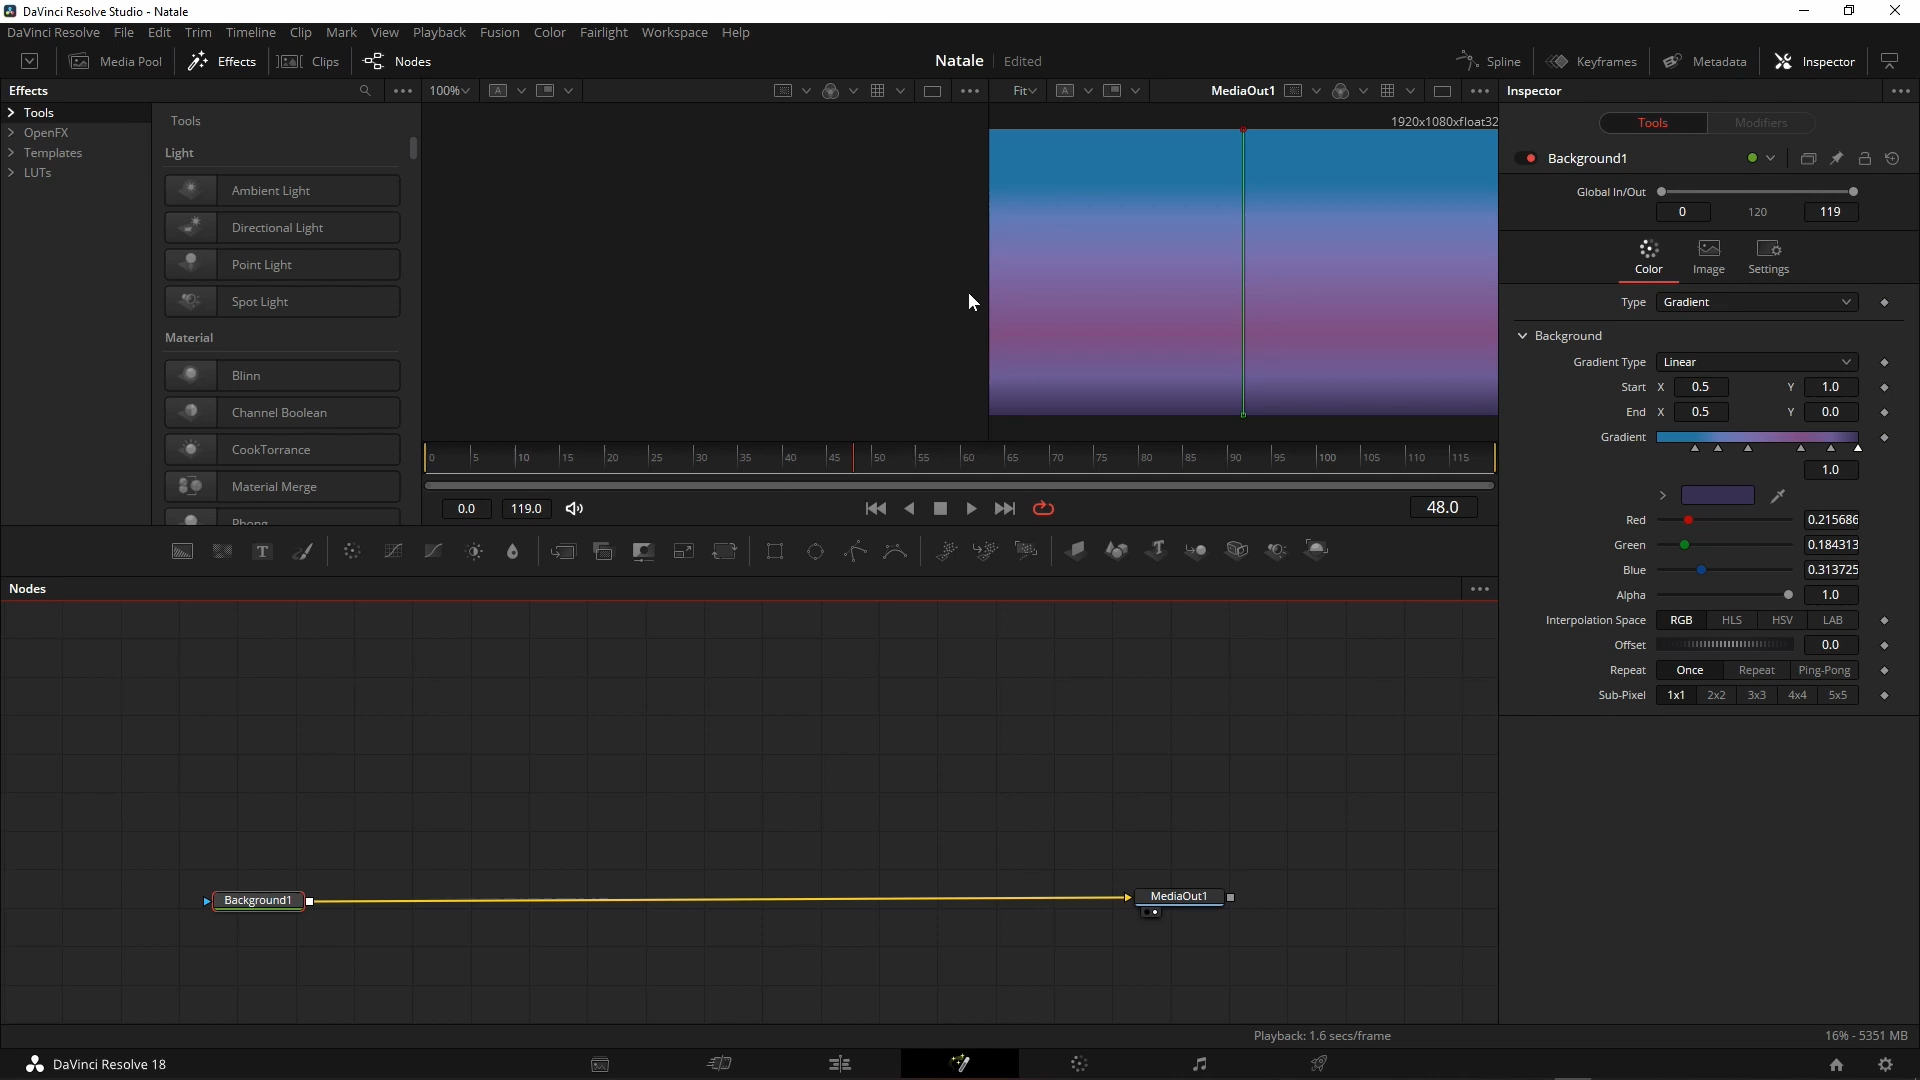 DaVinci Resolve Studio - Natale
DaVinci Resolve File Edit Trim Timeline Clip Mark View Playback Fusion Color Fairlight Workspace Help
Media Pool Effects Clips Nodes Natale Edited Spline Keyframes Metadata Inspector
Effects 100% A Fit A MediaOut1 Inspector
Tools
OpenFX
Templates
LUTs
Tools
Light
Ambient Light
Directional Light
Point Light
Spot Light
Material
Blinn
Channel Boolean
CookTorrance
Material Merge
Phong
1920x1080xfloat32
0 5 10 15 20 25 30 35 40 45 50 55 60 65 70 75 80 85 90 95 100 105 110 115
0.0 119.0 48.0
Tools Modifiers
Background1
Global In/Out
0 120 119
Color Image Settings
Type Gradient
Background
Gradient Type Linear
Start X 0.5 Y 1.0
End X 0.5 Y 0.0
Gradient
1.0
Red 0.215686
Green 0.184313
Blue 0.313725
Alpha 1.0
Interpolation Space RGB HLS HSV LAB
Offset 0.0
Repeat Once Repeat Ping-Pong
Sub-Pixel 1x1 2x2 3x3 4x4 5x5
T T
Nodes
Background1 MediaOut1
Playback: 1.6 secs/frame 16% - 5351 MB
DaVinci Resolve 18